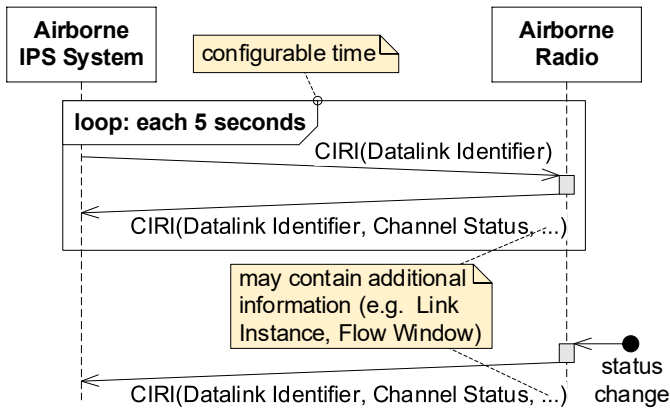 Airborne
IPS System
Airborne
Radio
configurable time
loop: each 5 seconds
CIRI(Datalink Identifier)
CIRI(Datalink Identifier, Channel Status, ...)
may contain additional
information (e.g. Link
Instance, Flow Window)
status
change
CIRI(Datalink Identifier, Channel Status, ...)